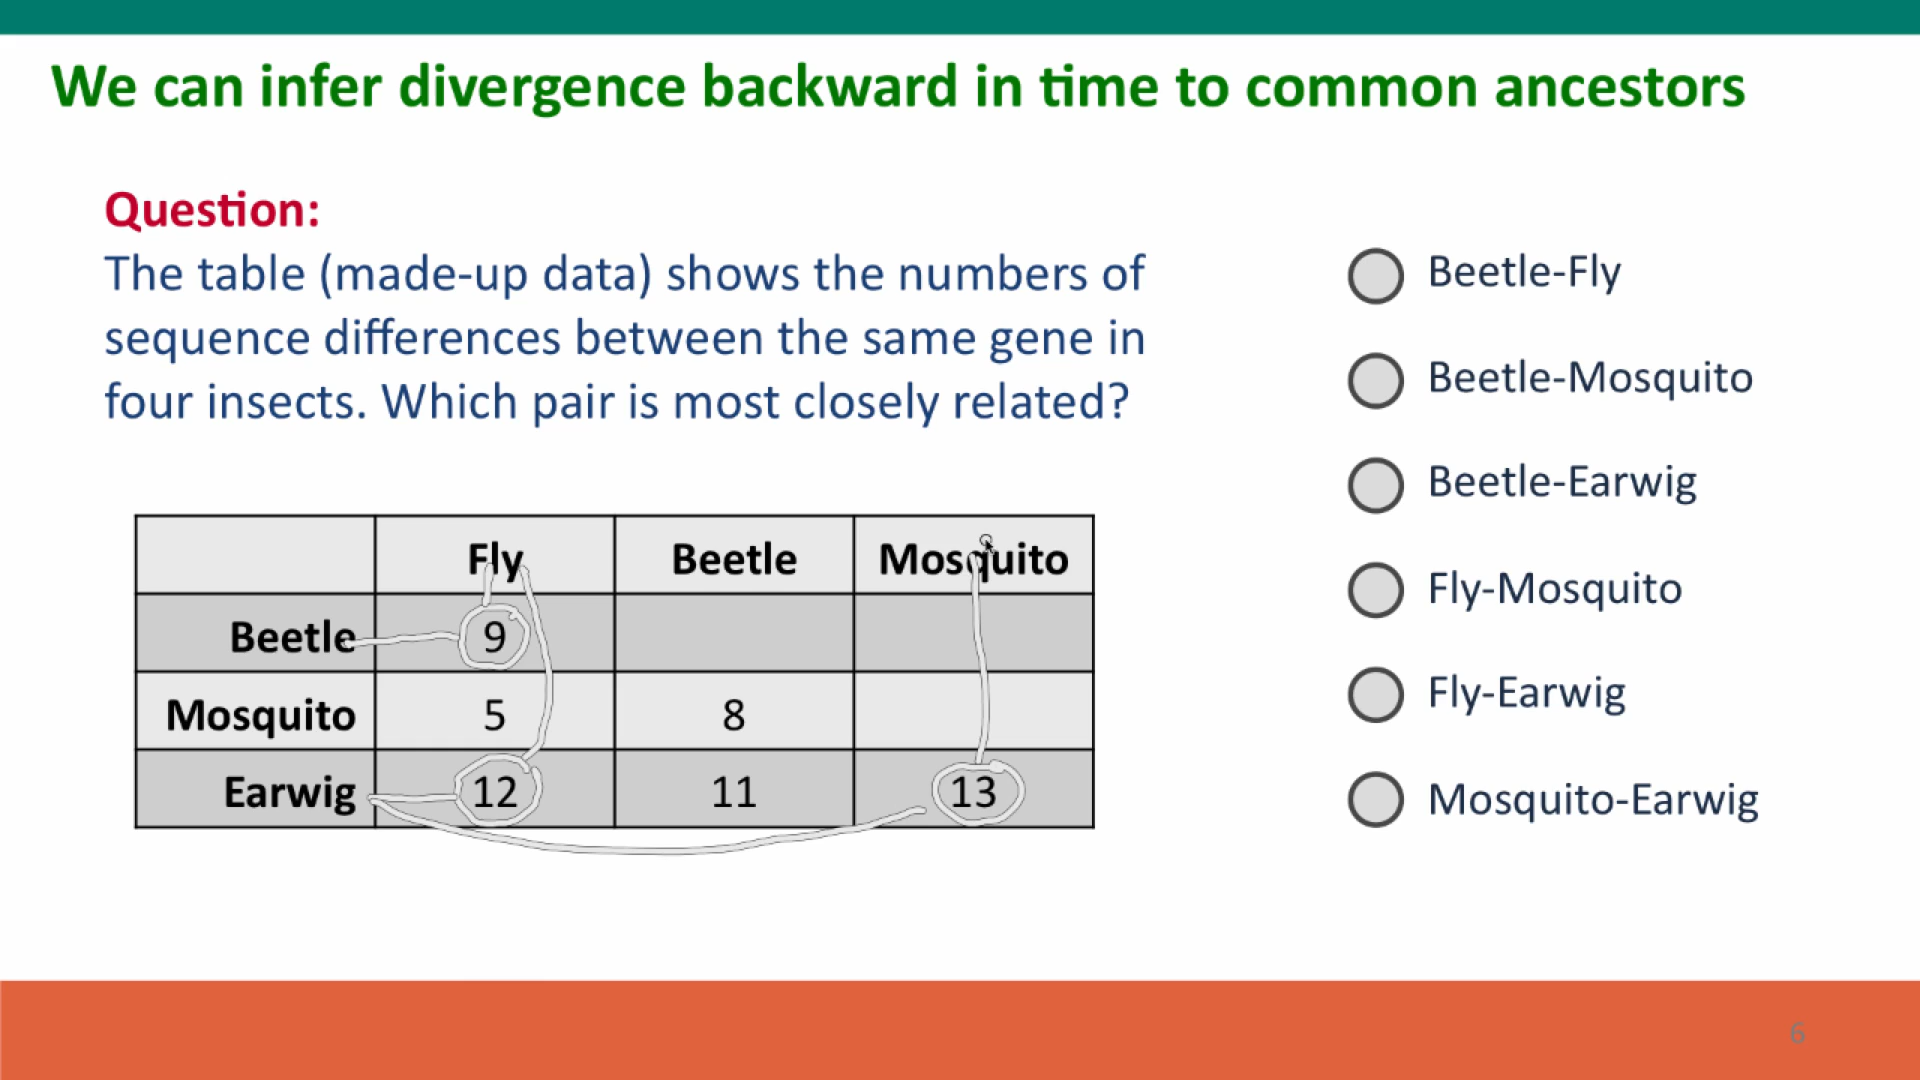 We can infer divergence backward in time to common ancestors
Question:
The table (made-up data) shows the numbers of
sequence differences between the same gene in
four insects. Which pair is most closely related?
Fly Beetle Mosquito
Beetle 9
Mosquito 5 8
Earwig 12 11 13
Beetle-Fly
Beetle-Mosquito
Beetle-Earwig
Fly-Mosquito
Fly-Earwig
Mosquito-Earwig
6